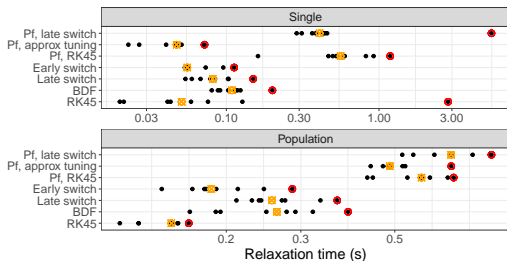 Single
Pf, late switch
Pf, approx tuning
Pf, RK45
Early switch
Late switch
BDF
RK45
0.03 0.10 0.30 1.00 3.00
Population
Pf, late switch
Pf, approx tuning
Pf, RK45
Early switch
Late switch
BDF
RK45
0.2 0.3 0.5
Relaxation time (s)